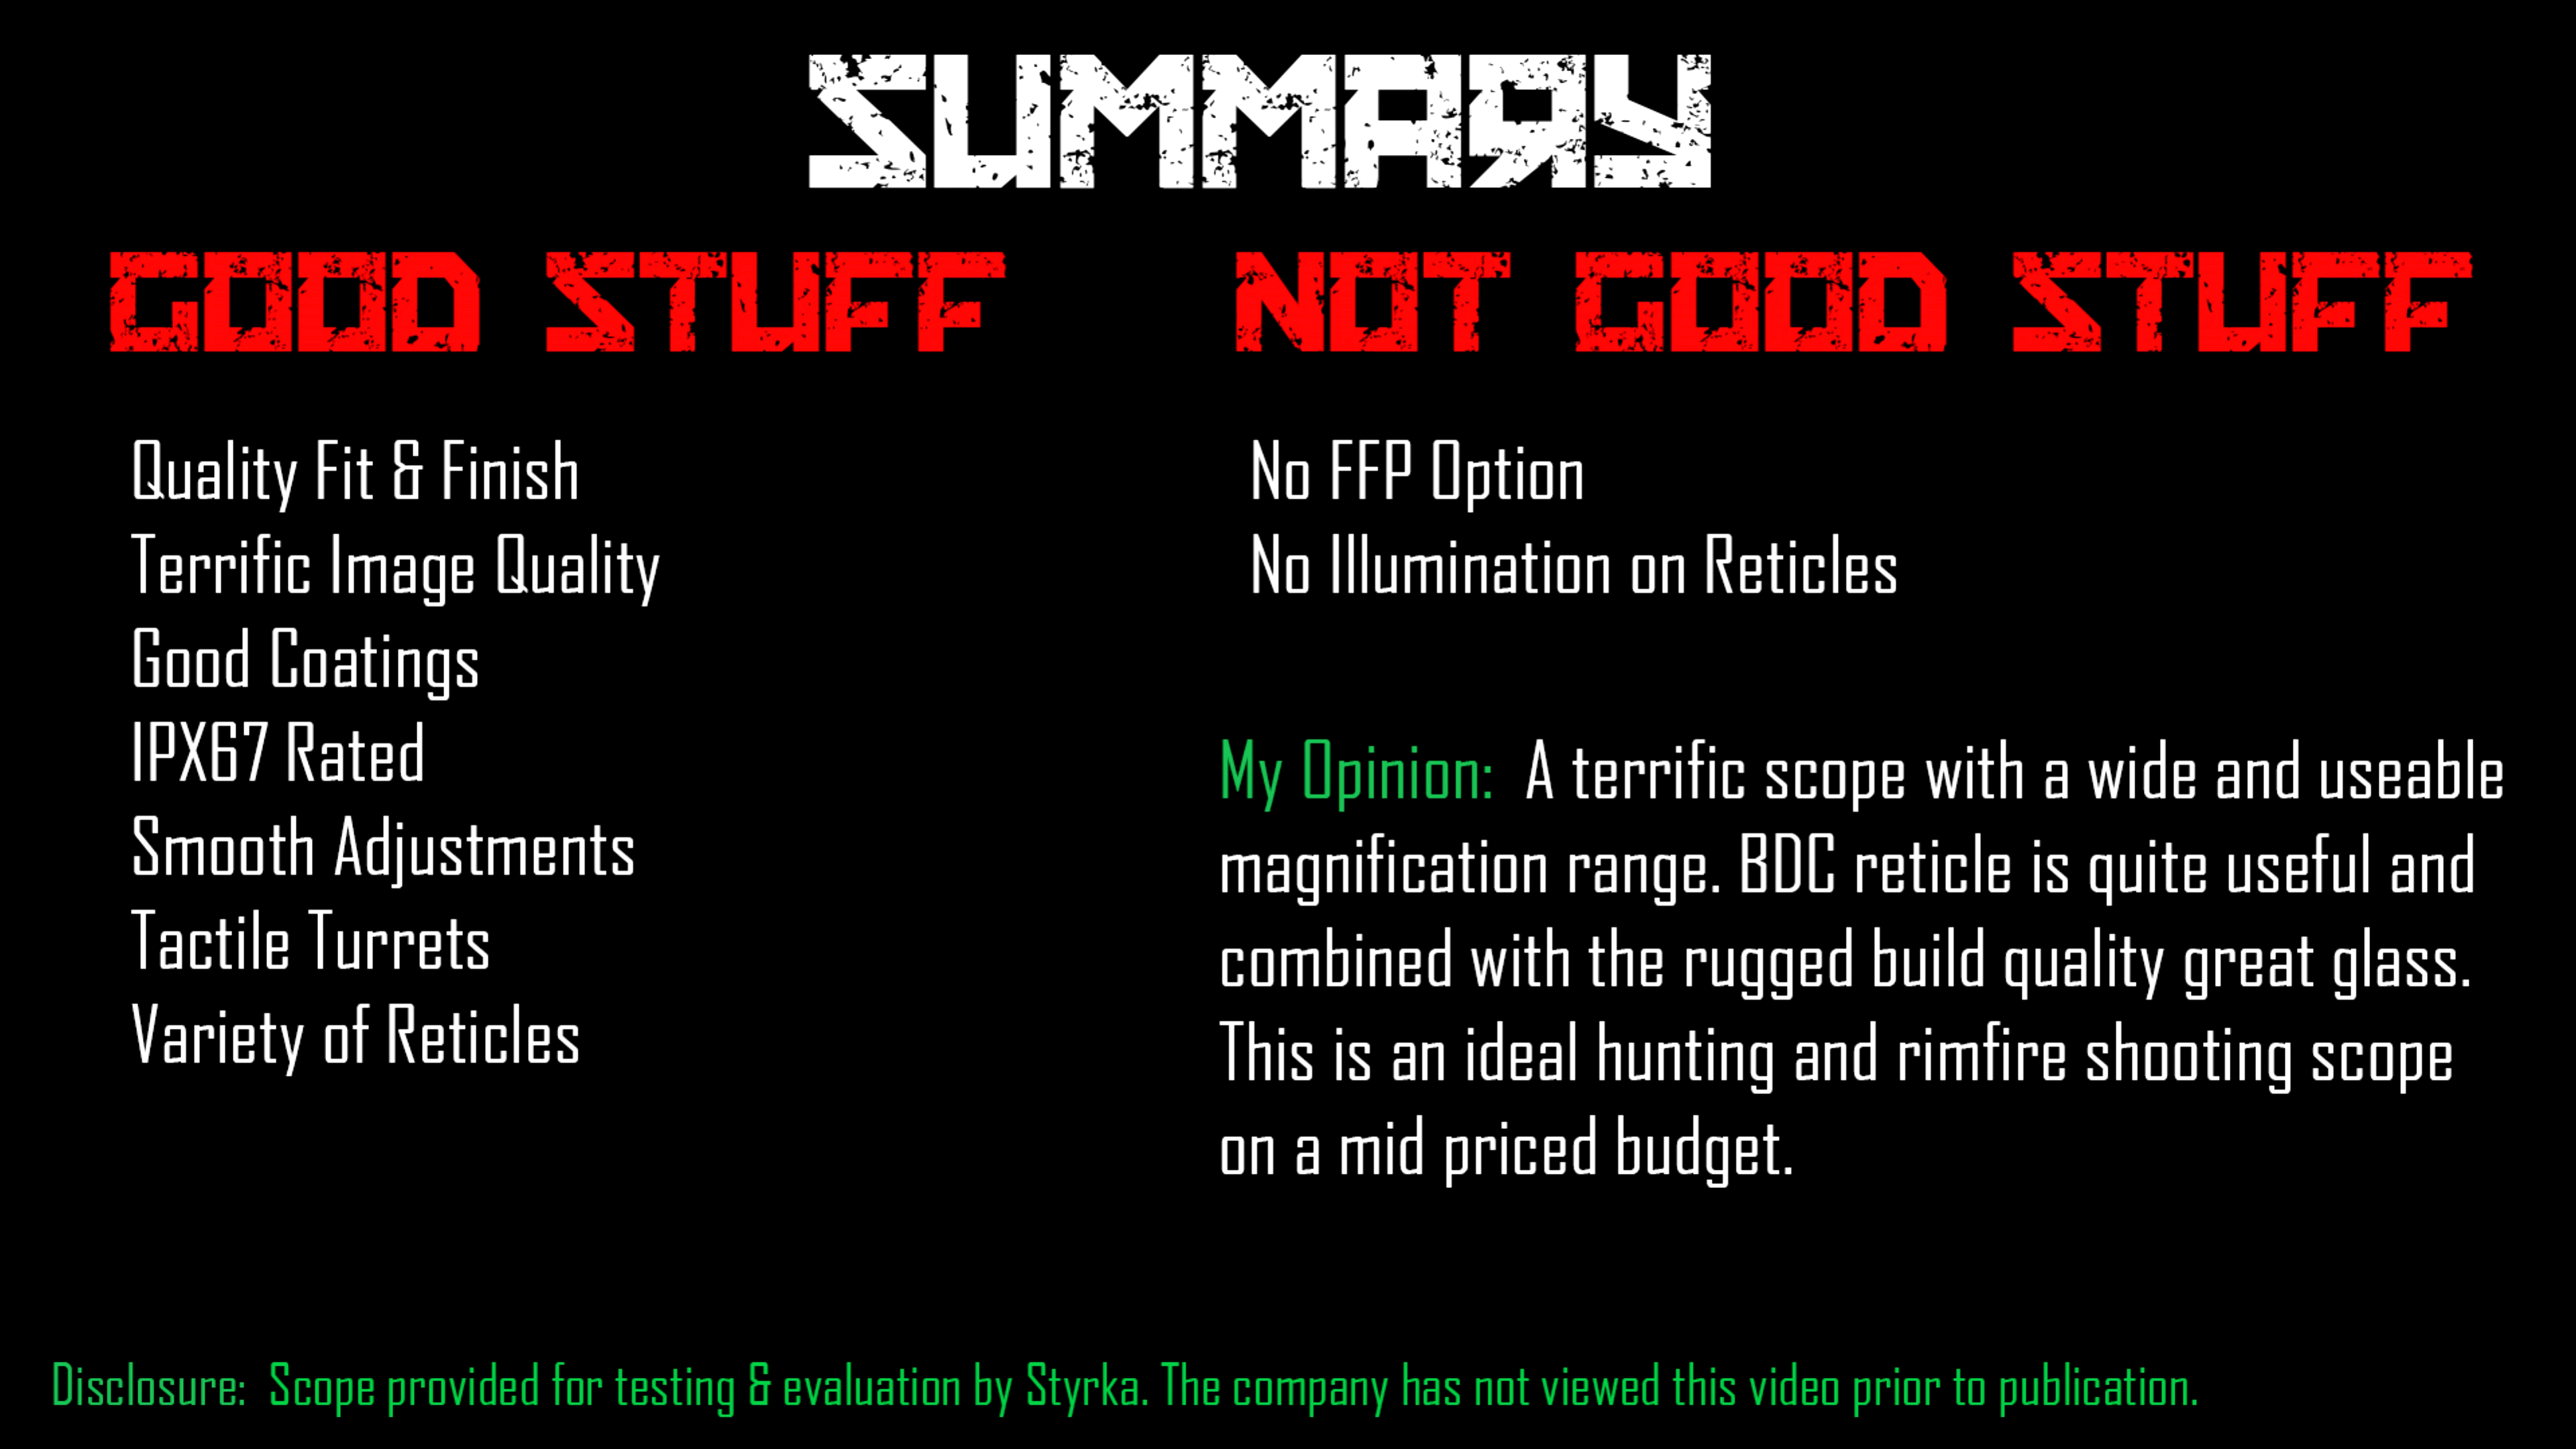 SUMMARY
GOOD STUFF
Quality Fit & Finish
Terrific Image Quality
Good Coatings
IPX67 Rated
Smooth Adjustments
Tactile Turrets
Variety of Reticles
NOT GOOD STUFF
No FFP Option
No Illumination on Reticles
My Opinion: A terrific scope with a wide and useable
magnification range. BDC reticle is quite useful and
combined with the rugged build quality great glass.
This is an ideal hunting and rimfire shooting scope
on a mid priced budget.
Disclosure: Scope provided for testing & evaluation by Styrka. The company has not viewed this video prior to publication.